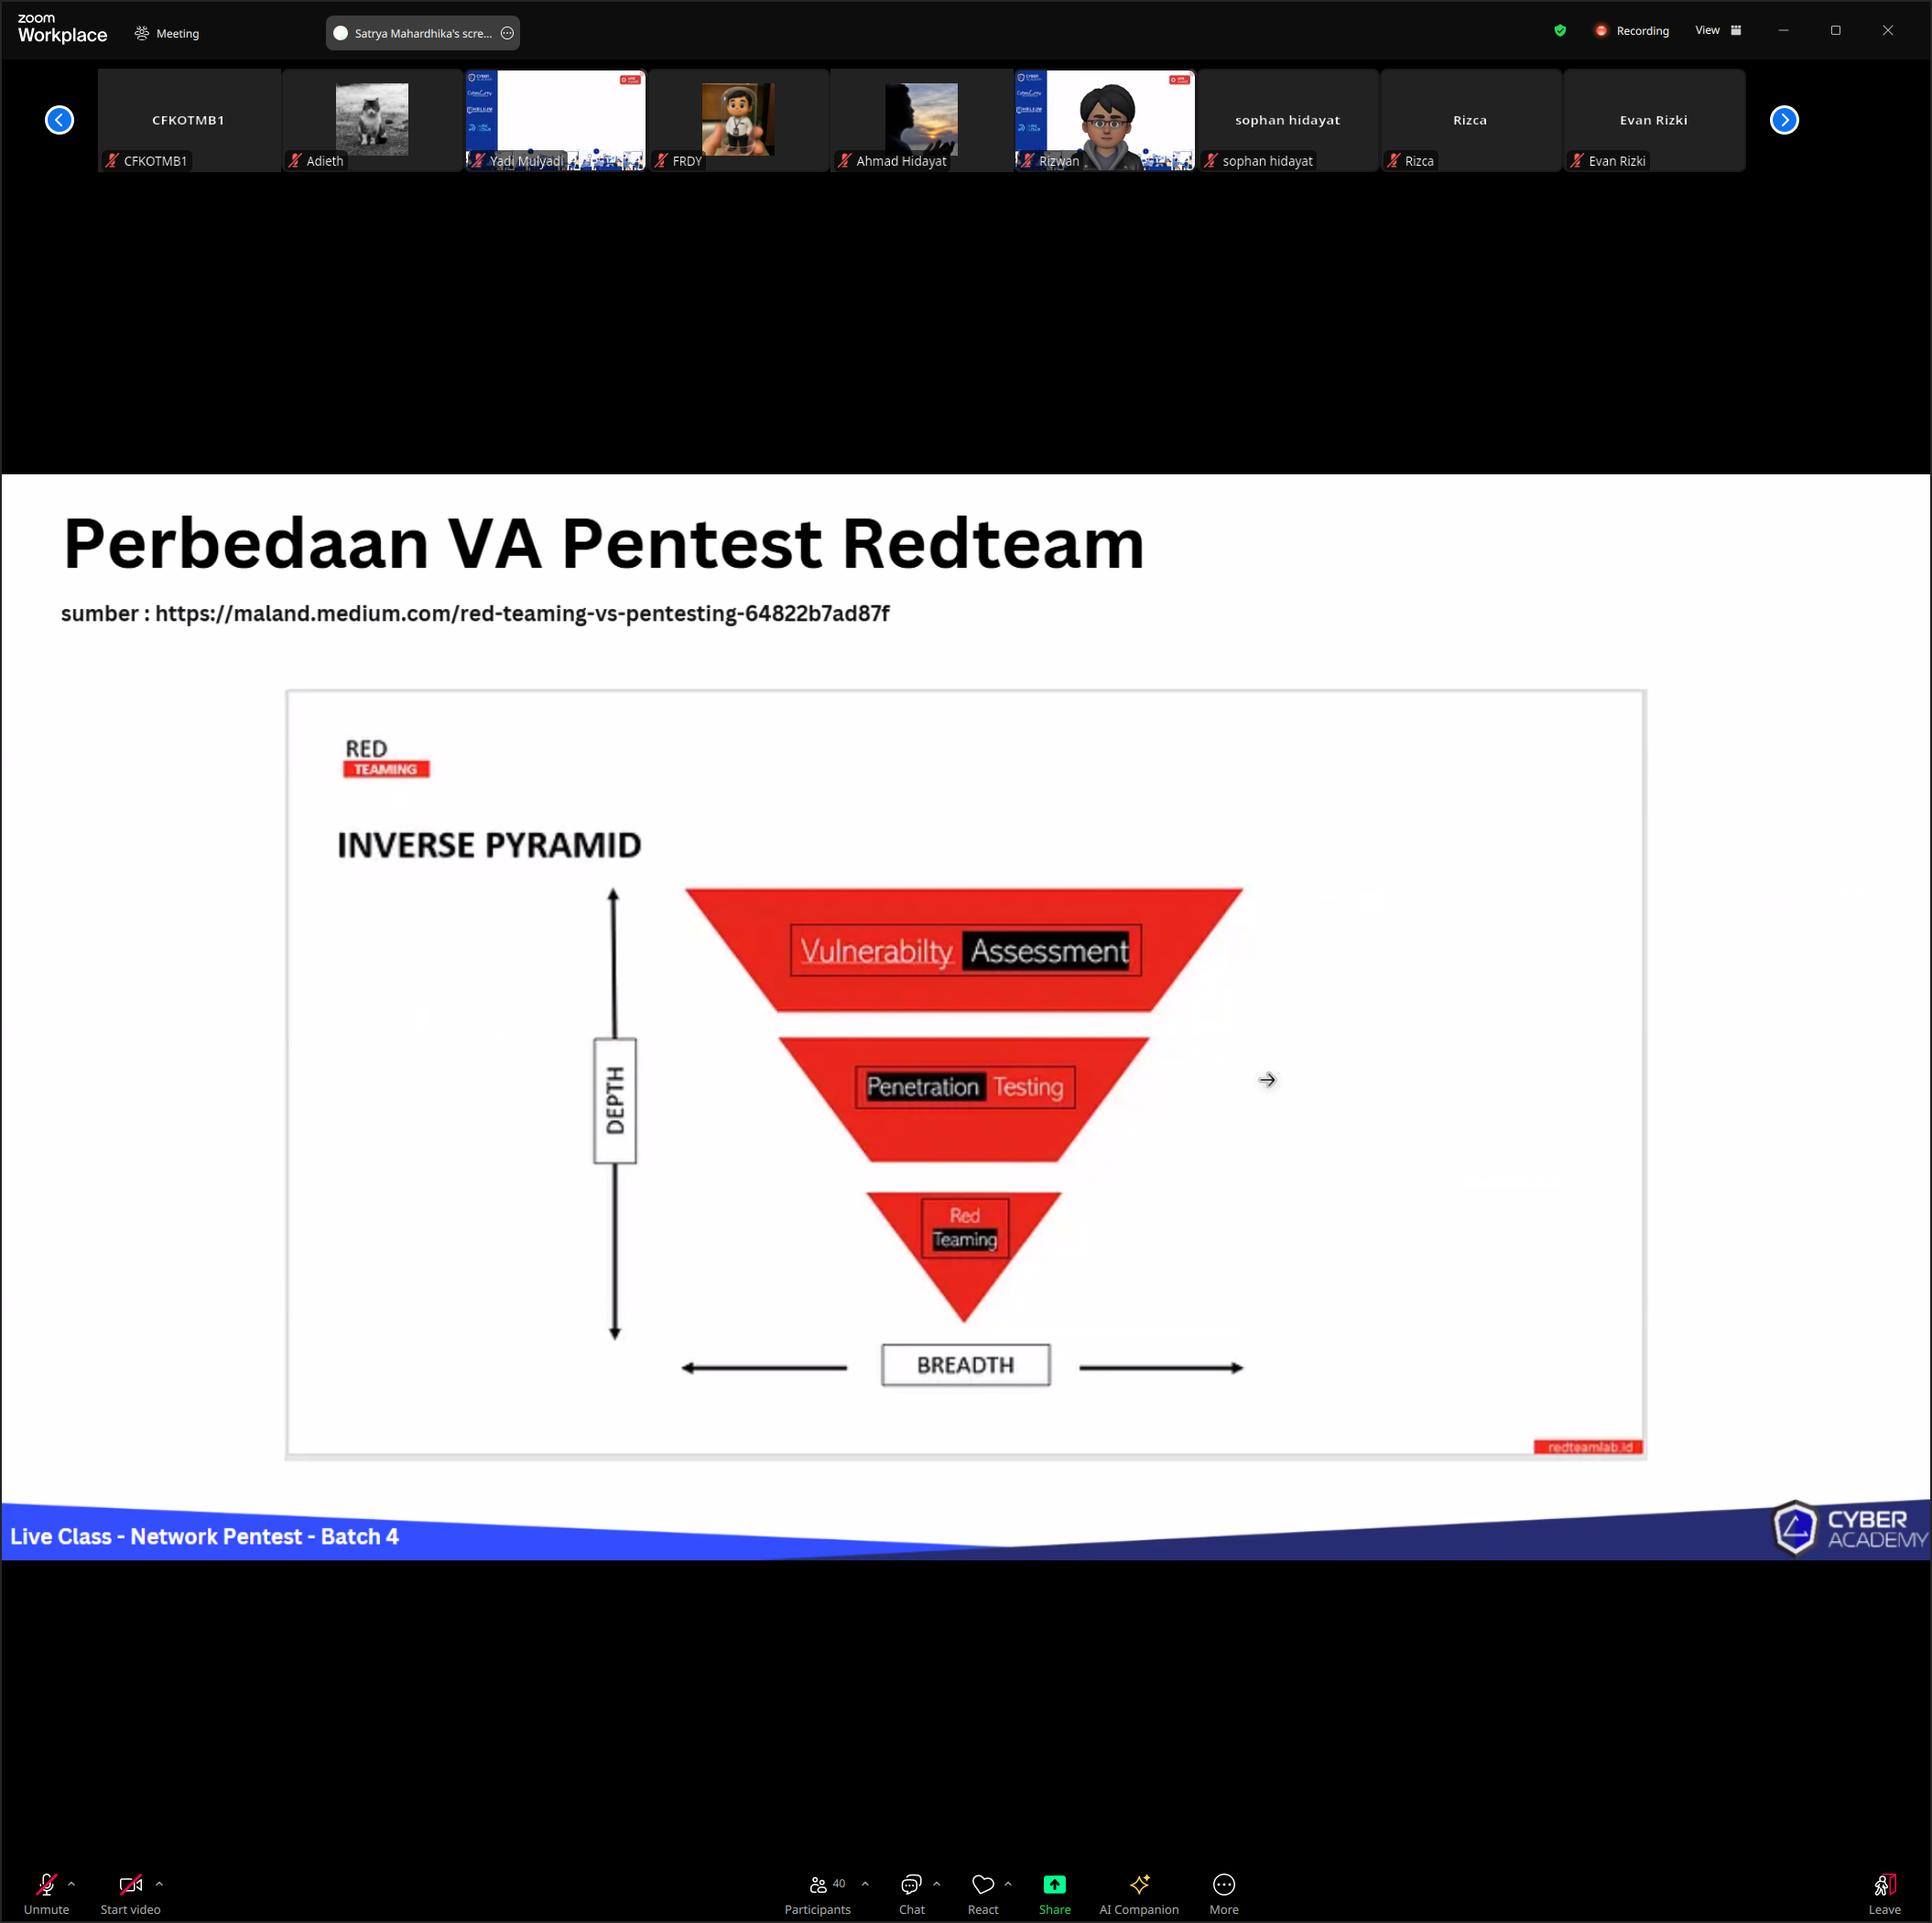 zoom
Workplace
Meeting
Satrya Mahardhika's scre...
Recording
View
CFKOTMB1
sophan hidayat
Rizca
Evan Rizki
CFKOTMB1
Adieth
Yadi Mulyadi
FRDY
Ahmad Hidayat
Rizwan
sophan hidayat
Rizca
Evan Rizki
Perbedaan VA Pentest Redteam
sumber : https://maland.medium.com/red-teaming-vs-pentesting-64822b7ad87f
RED
TEAMING
INVERSE PYRAMID
Vulnerabilty Assessment
DEPTH
Penetration Testing
Red
Teaming
BREADTH
redteamlab.id
Live Class - Network Pentest - Batch 4
CYBER
ACADEMY
40
Unmute
Start video
Participants
Chat
React
Share
AI Companion
More
Leave